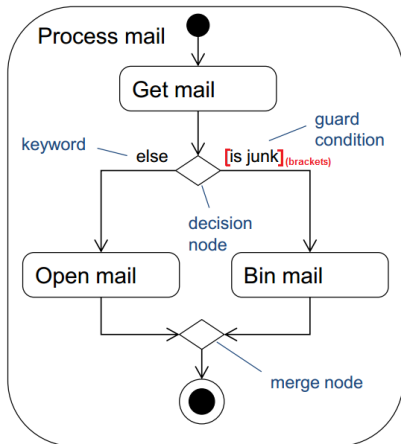 Process mail
Get mail
guard
condition
keyword
else
[is junk](brackets)
decision
node
Open mail
Bin mail
merge node